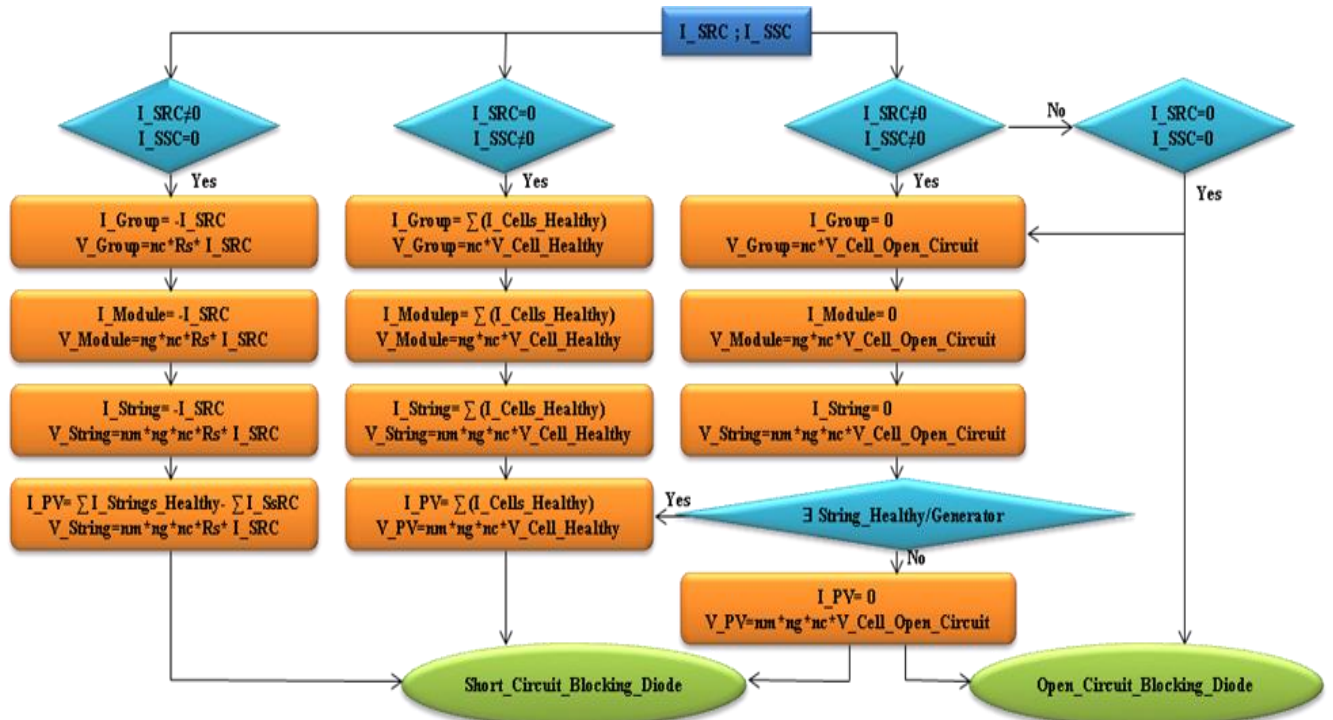 I_SRC ; I_SSC
I_SRC≠0
I_SSC=0
I_SRC=0
I_SSC≠0
I_SRC≠0
I_SSC≠0
No
I_SRC=0
I_SSC=0
Yes
Yes
Yes
Yes
I_Group= -I_SRC
V_Group=nc*Rs* I_SRC
I_Group= ∑(I_Cells_Healthy)
V_Group=nc*V_Cell_Healthy
I_Group= 0
V_Group=nc*V_Cell_Open_Circuit
I_Module= -I_SRC
V_Module=ng*nc*Rs* I_SRC
I_Modulep= ∑(I_Cells_Healthy)
V_Module=ng*nc*V_Cell_Healthy
I_Module= 0
V_Module=ng*nc*V_Cell_Open_Circuit
I_String= -I_SRC
V_String=nm*ng*nc*Rs* I_SRC
I_String= ∑(I_Cells_Healthy)
V_String=nm*ng*nc*V_Cell_Healthy
I_String= 0
V_String=nm*ng*nc*V_Cell_Open_Circuit
I_PV= ∑I_Strings_Healthy- ∑I_SsRC
V_String=nm*ng*nc*Rs* I_SRC
I_PV= ∑(I_Cells_Healthy)
V_PV=nm*ng*nc*V_Cell_Healthy
Yes
∃ String_Healthy/Generator
No
I_PV= 0
V_PV=nm*ng*nc*V_Cell_Open_Circuit
Short_Circuit_Blocking_Diode
Open_Circuit_Blocking_Diode